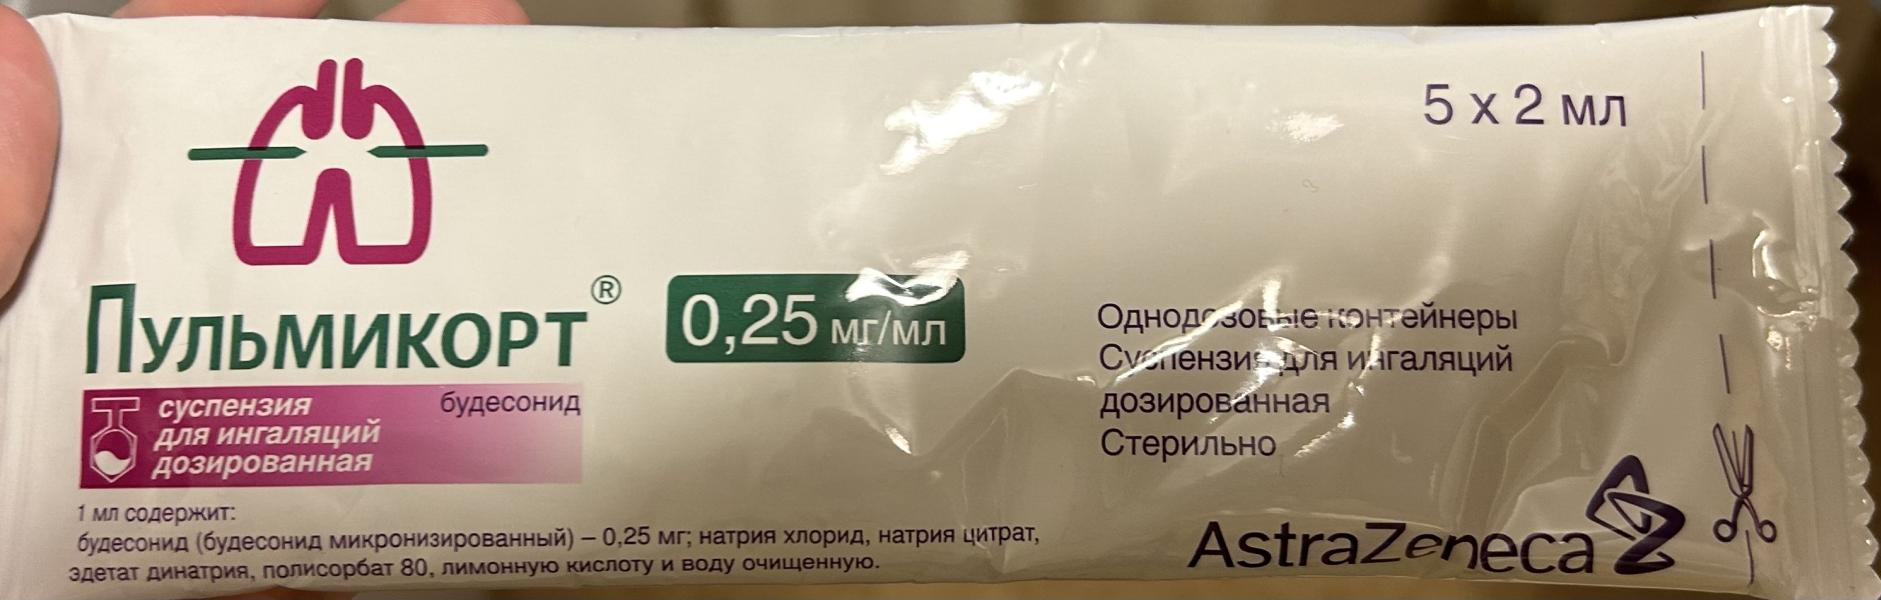 5 x 2 мл
Пульмикорт®
0,25 мг/мл
суспензия
для ингаляций
дозированная
будесонид
Однодозовые контейнеры
Суспензия для ингаляций
дозированная
Стерильно
1 мл содержит:
будесонид (будесонид микронизированный) – 0,25 мг; натрия хлорид, натрия цитрат,
эдетат динатрия, полисорбат 80, лимонную кислоту и воду очищенную.
AstraZeneca